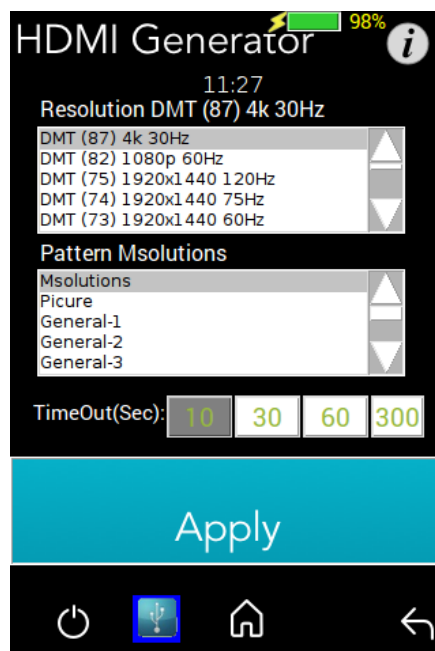 98%
HDMI Generator
i
11:27
Resolution DMT (87) 4k 30Hz
DMT (87) 4k 30Hz
DMT (82) 1080p 60Hz
DMT (75) 1920x1440 120Hz
DMT (74) 1920x1440 75Hz
DMT (73) 1920x1440 60Hz
Pattern Msolutions
Msolutions
Picure
General-1
General-2
General-3
TimeOut(Sec): 10 30 60 300
Apply